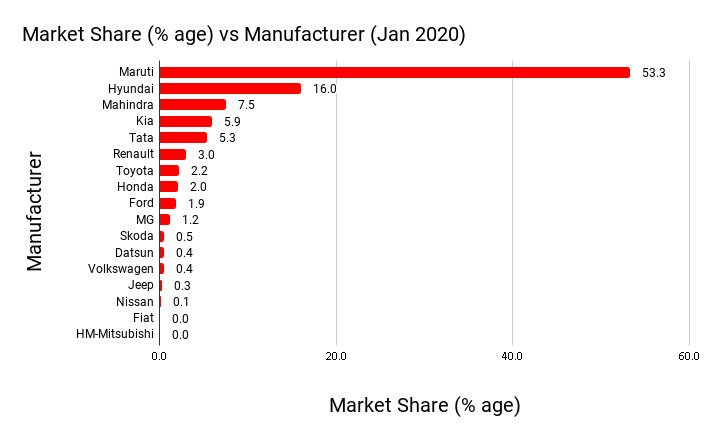 Market Share (% age) vs Manufacturer (Jan 2020)
Manufacturer
Maruti 53.3
Hyundai 16.0
Mahindra 7.5
Kia 5.9
Tata 5.3
Renault 3.0
Toyota 2.2
Honda 2.0
Ford 1.9
MG 1.2
Skoda 0.5
Datsun 0.4
Volkswagen 0.4
Jeep 0.3
Nissan 0.1
Fiat 0.0
HM-Mitsubishi 0.0
0.0 20.0 40.0 60.0
Market Share (% age)